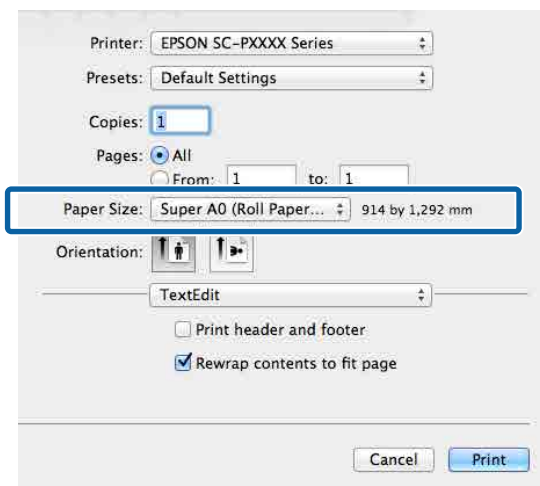 Printer: EPSON SC-PXXXX Series
Presets: Default Settings
Copies: 1
Pages: All
From: 1 to: 1
Paper Size: Super A0 (Roll Paper... 914 by 1,292 mm
Orientation:
TextEdit
Print header and footer
Rewrap contents to fit page
Cancel Print